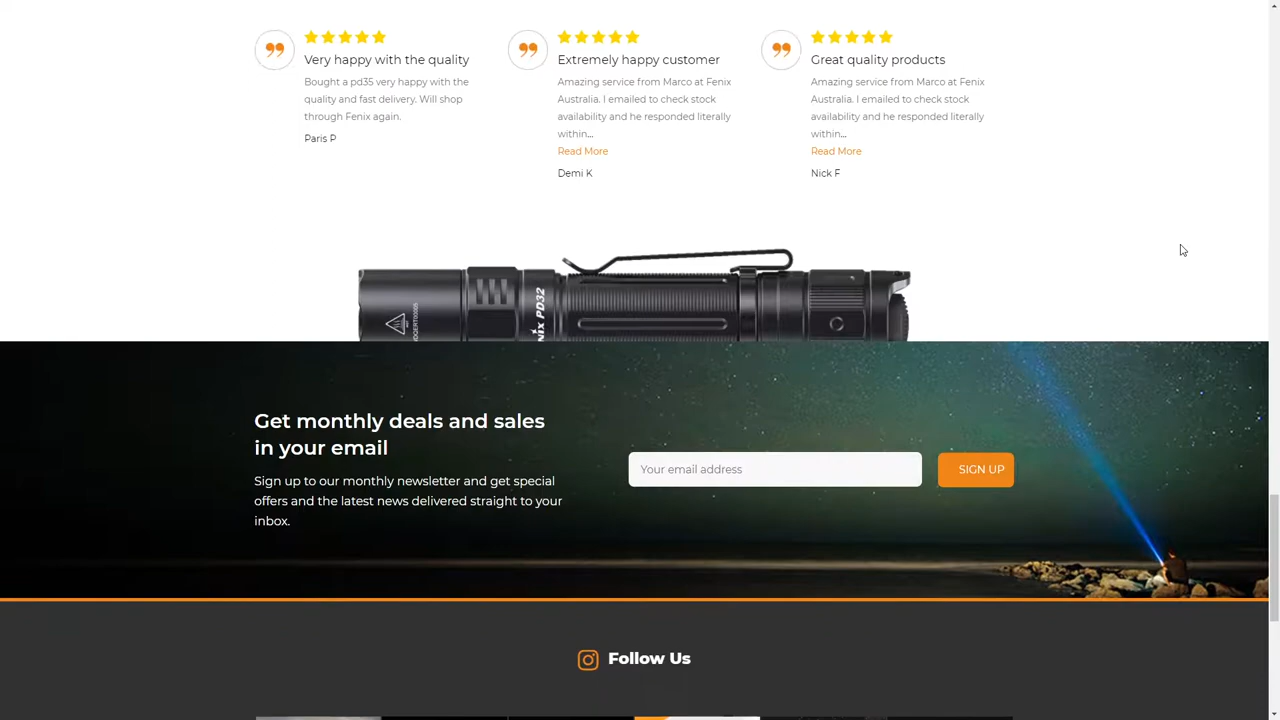 Very happy with the quality
Bought a pd35 very happy with the
quality and fast delivery. Will shop
through Fenix again.
Paris P
Extremely happy customer
Amazing service from Marco at Fenix
Australia. I emailed to check stock
availability and he responded literally
within...
Read More
Demi K
Great quality products
Amazing service from Marco at Fenix
Australia. I emailed to check stock
availability and he responded literally
within...
Read More
Nick F
nix PD32
Get monthly deals and sales
in your email
Sign up to our monthly newsletter and get special
offers and the latest news delivered straight to your
inbox.
Your email address
SIGN UP
Follow Us